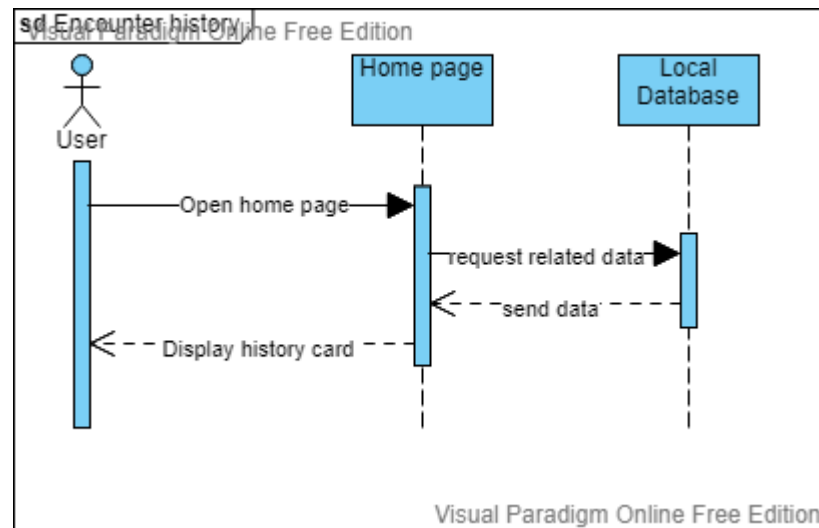 sd Encounter history
Visual Paradigm Online Free Edition
User
Home page
Local
Database
Open home page
request related data
send data
Display history card
Visual Paradigm Online Free Edition